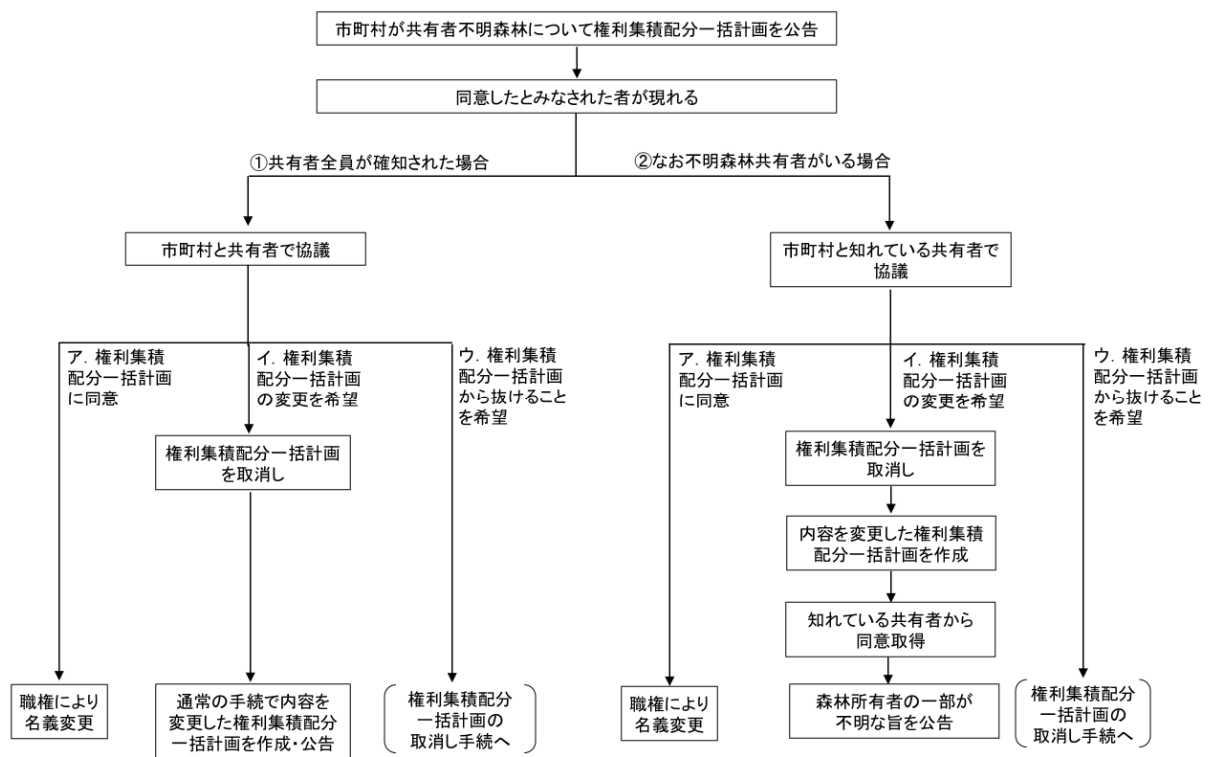 市町村が共有者不明森林について権利集積配分一括計画を公告
同意したとみなされた者が現れる
①共有者全員が確知された場合
②なお不明森林共有者がいる場合
市町村と共有者で協議
市町村と知れている共有者で
協議
ア．権利集積
配分一括計画
に同意
イ．権利集積
配分一括計画
の変更を希望
ウ．権利集積
配分一括計画
から抜けること
を希望
ア．権利集積
配分一括計画
に同意
イ．権利集積
配分一括計画
の変更を希望
ウ．権利集積
配分一括計画
から抜けること
を希望
権利集積配分一括計画
を取消し
権利集積配分一括計画を
取消し
内容を変更した権利集積
配分一括計画を作成
知れている共有者から
同意取得
職権により
名義変更
通常の手続で内容を
変更した権利集積配分
一括計画を作成・公告
権利集積配分
一括計画の
取消し手続へ
職権により
名義変更
森林所有者の一部が
不明な旨を公告
権利集積配分
一括計画の
取消し手続へ